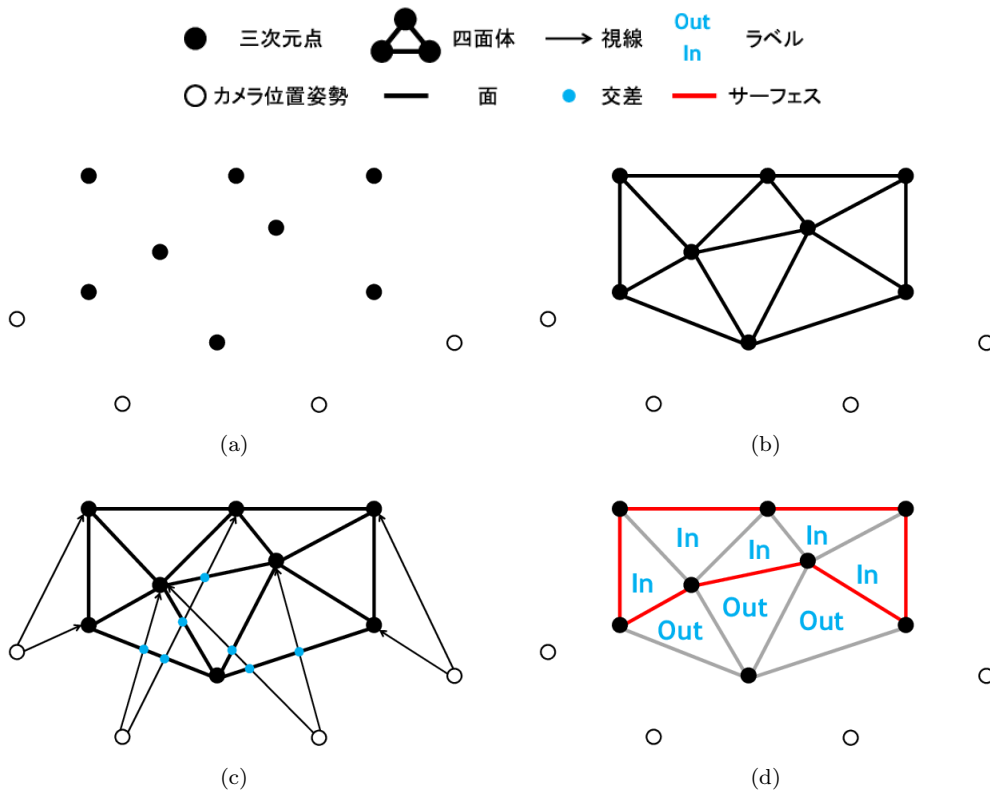 三次元点 四面体 視線 Out In ラベル
カメラ位置姿勢 面 交差 サーフェス
(a) (b)
In In In In In
Out Out Out
(c) (d)